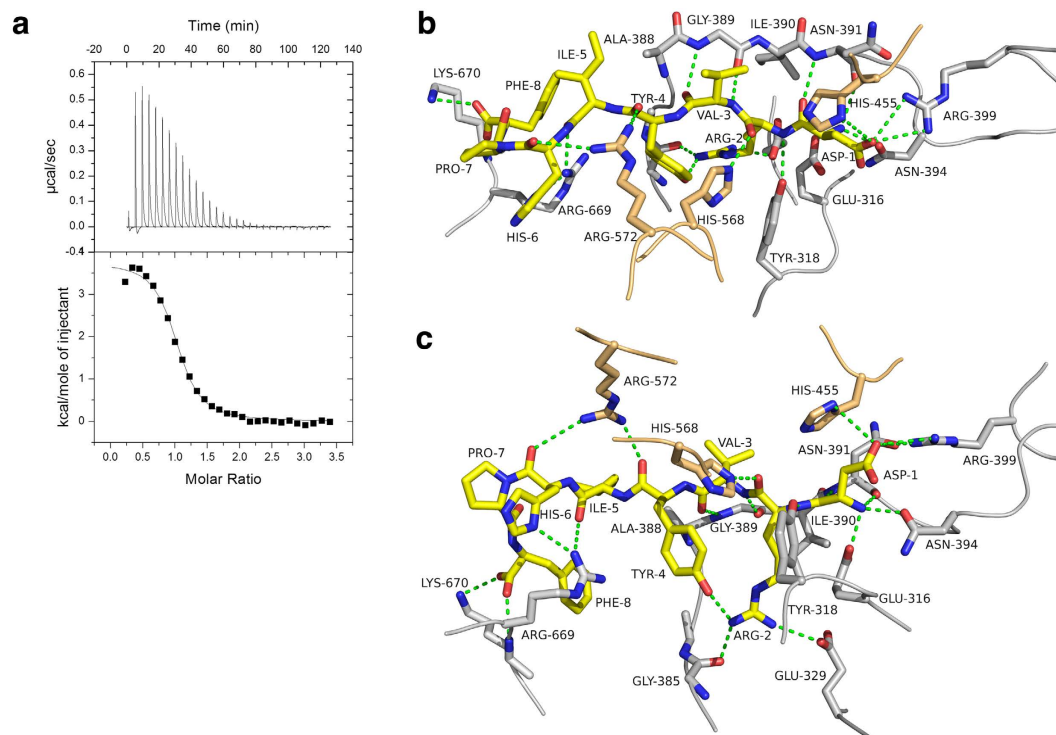 a
Time (min)
-20 0 20 40 60 80 100 120 140
0.6
0.5
0.4
0.3
0.2
0.1
0.0
-0.1
µcal/sec
4
3
2
1
0
kcal/mole of injectant
0.0 0.5 1.0 1.5 2.0 2.5 3.0 3.5
Molar Ratio
b
GLY-389
ILE-390
ASN-391
ALA-388
ILE-5
LYS-670
PHE-8
TYR-4
VAL-3
HIS-455
ARG-399
ARG-2
ASP-1
PRO-7
ASN-394
ARG-669
GLU-316
HIS-6
HIS-568
ARG-572
TYR-318
c
ARG-572
HIS-455
HIS-568
VAL-3
PRO-7
ASN-391
ARG-399
ASP-1
HIS-6
ILE-5
ALA-388
GLY-389
ILE-390
ASN-394
TYR-4
LYS-670
PHE-8
GLU-316
TYR-318
ARG-669
ARG-2
GLY-385
GLU-329